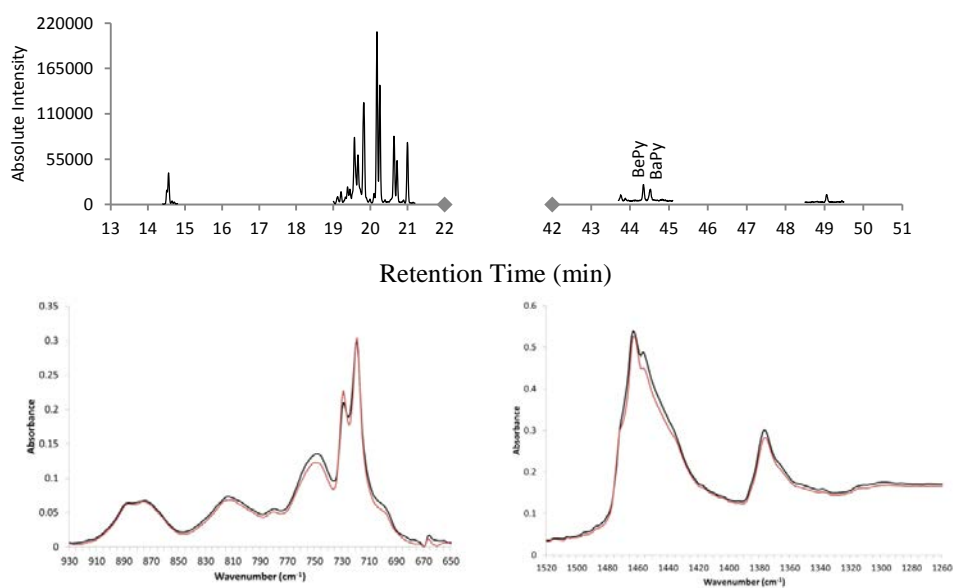 220000
165000
110000
55000
0
Absolute Intensity
BePy
BaPy
13 14 15 16 17 18 19 20 21 22 42 43 44 45 46 47 48 49 50 51
Retention Time (min)
0.35
0.3
0.25
0.2
0.15
0.1
0.05
0
Absorbance
930 910 890 870 850 830 810 790 770 750 730 710 690 670 650
Wavenumber (cm⁻¹)
0.6
0.5
0.4
0.3
0.2
0.1
0
Absorbance
1520 1500 1480 1460 1440 1420 1400 1380 1360 1340 1320 1300 1280 1260
Wavenumber (cm⁻¹)